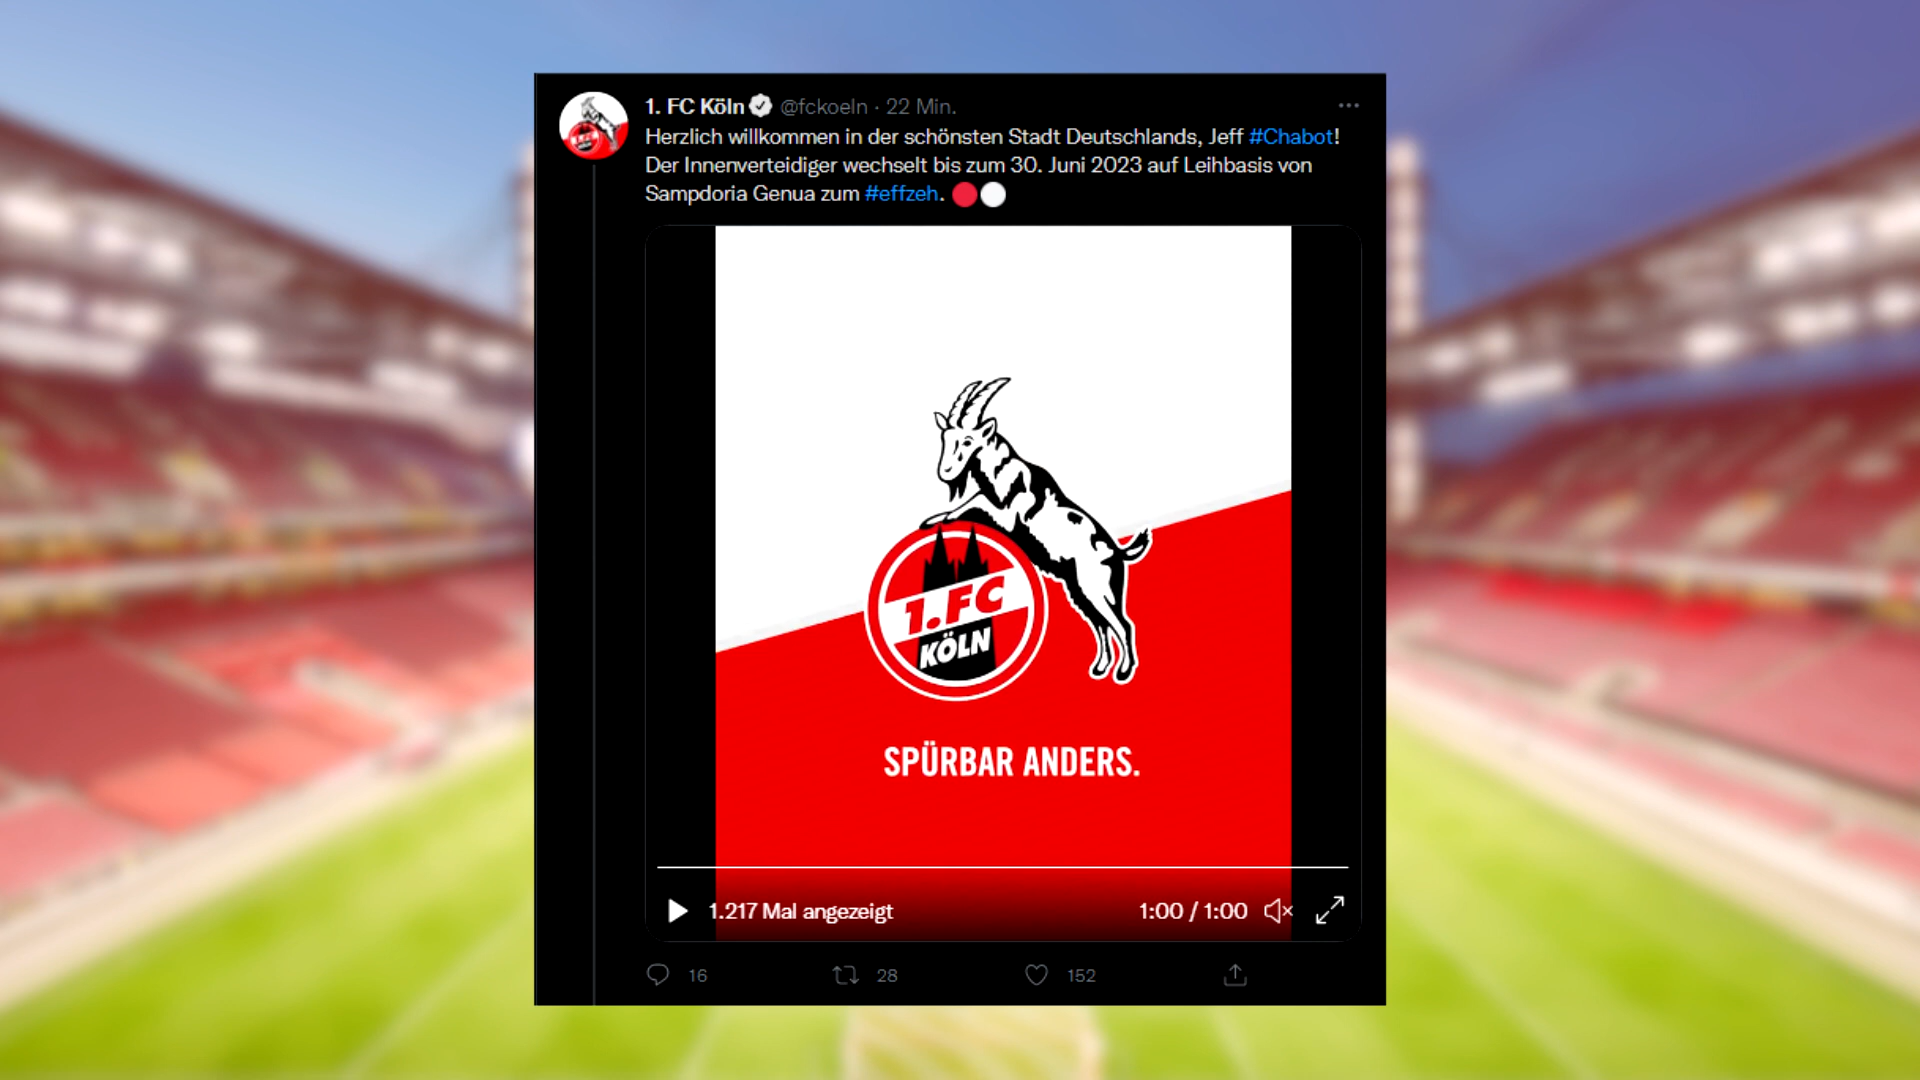 1. FC Köln @fckoeln · 22 Min.
Herzlich willkommen in der schönsten Stadt Deutschlands, Jeff #Chabot!
Der Innenverteidiger wechselt bis zum 30. Juni 2023 auf Leihbasis von
Sampdoria Genua zum #effzeh.
1.FC
KÖLN
SPÜRBAR ANDERS.
1.217 Mal angezeigt 1:00 / 1:00
16 28 152